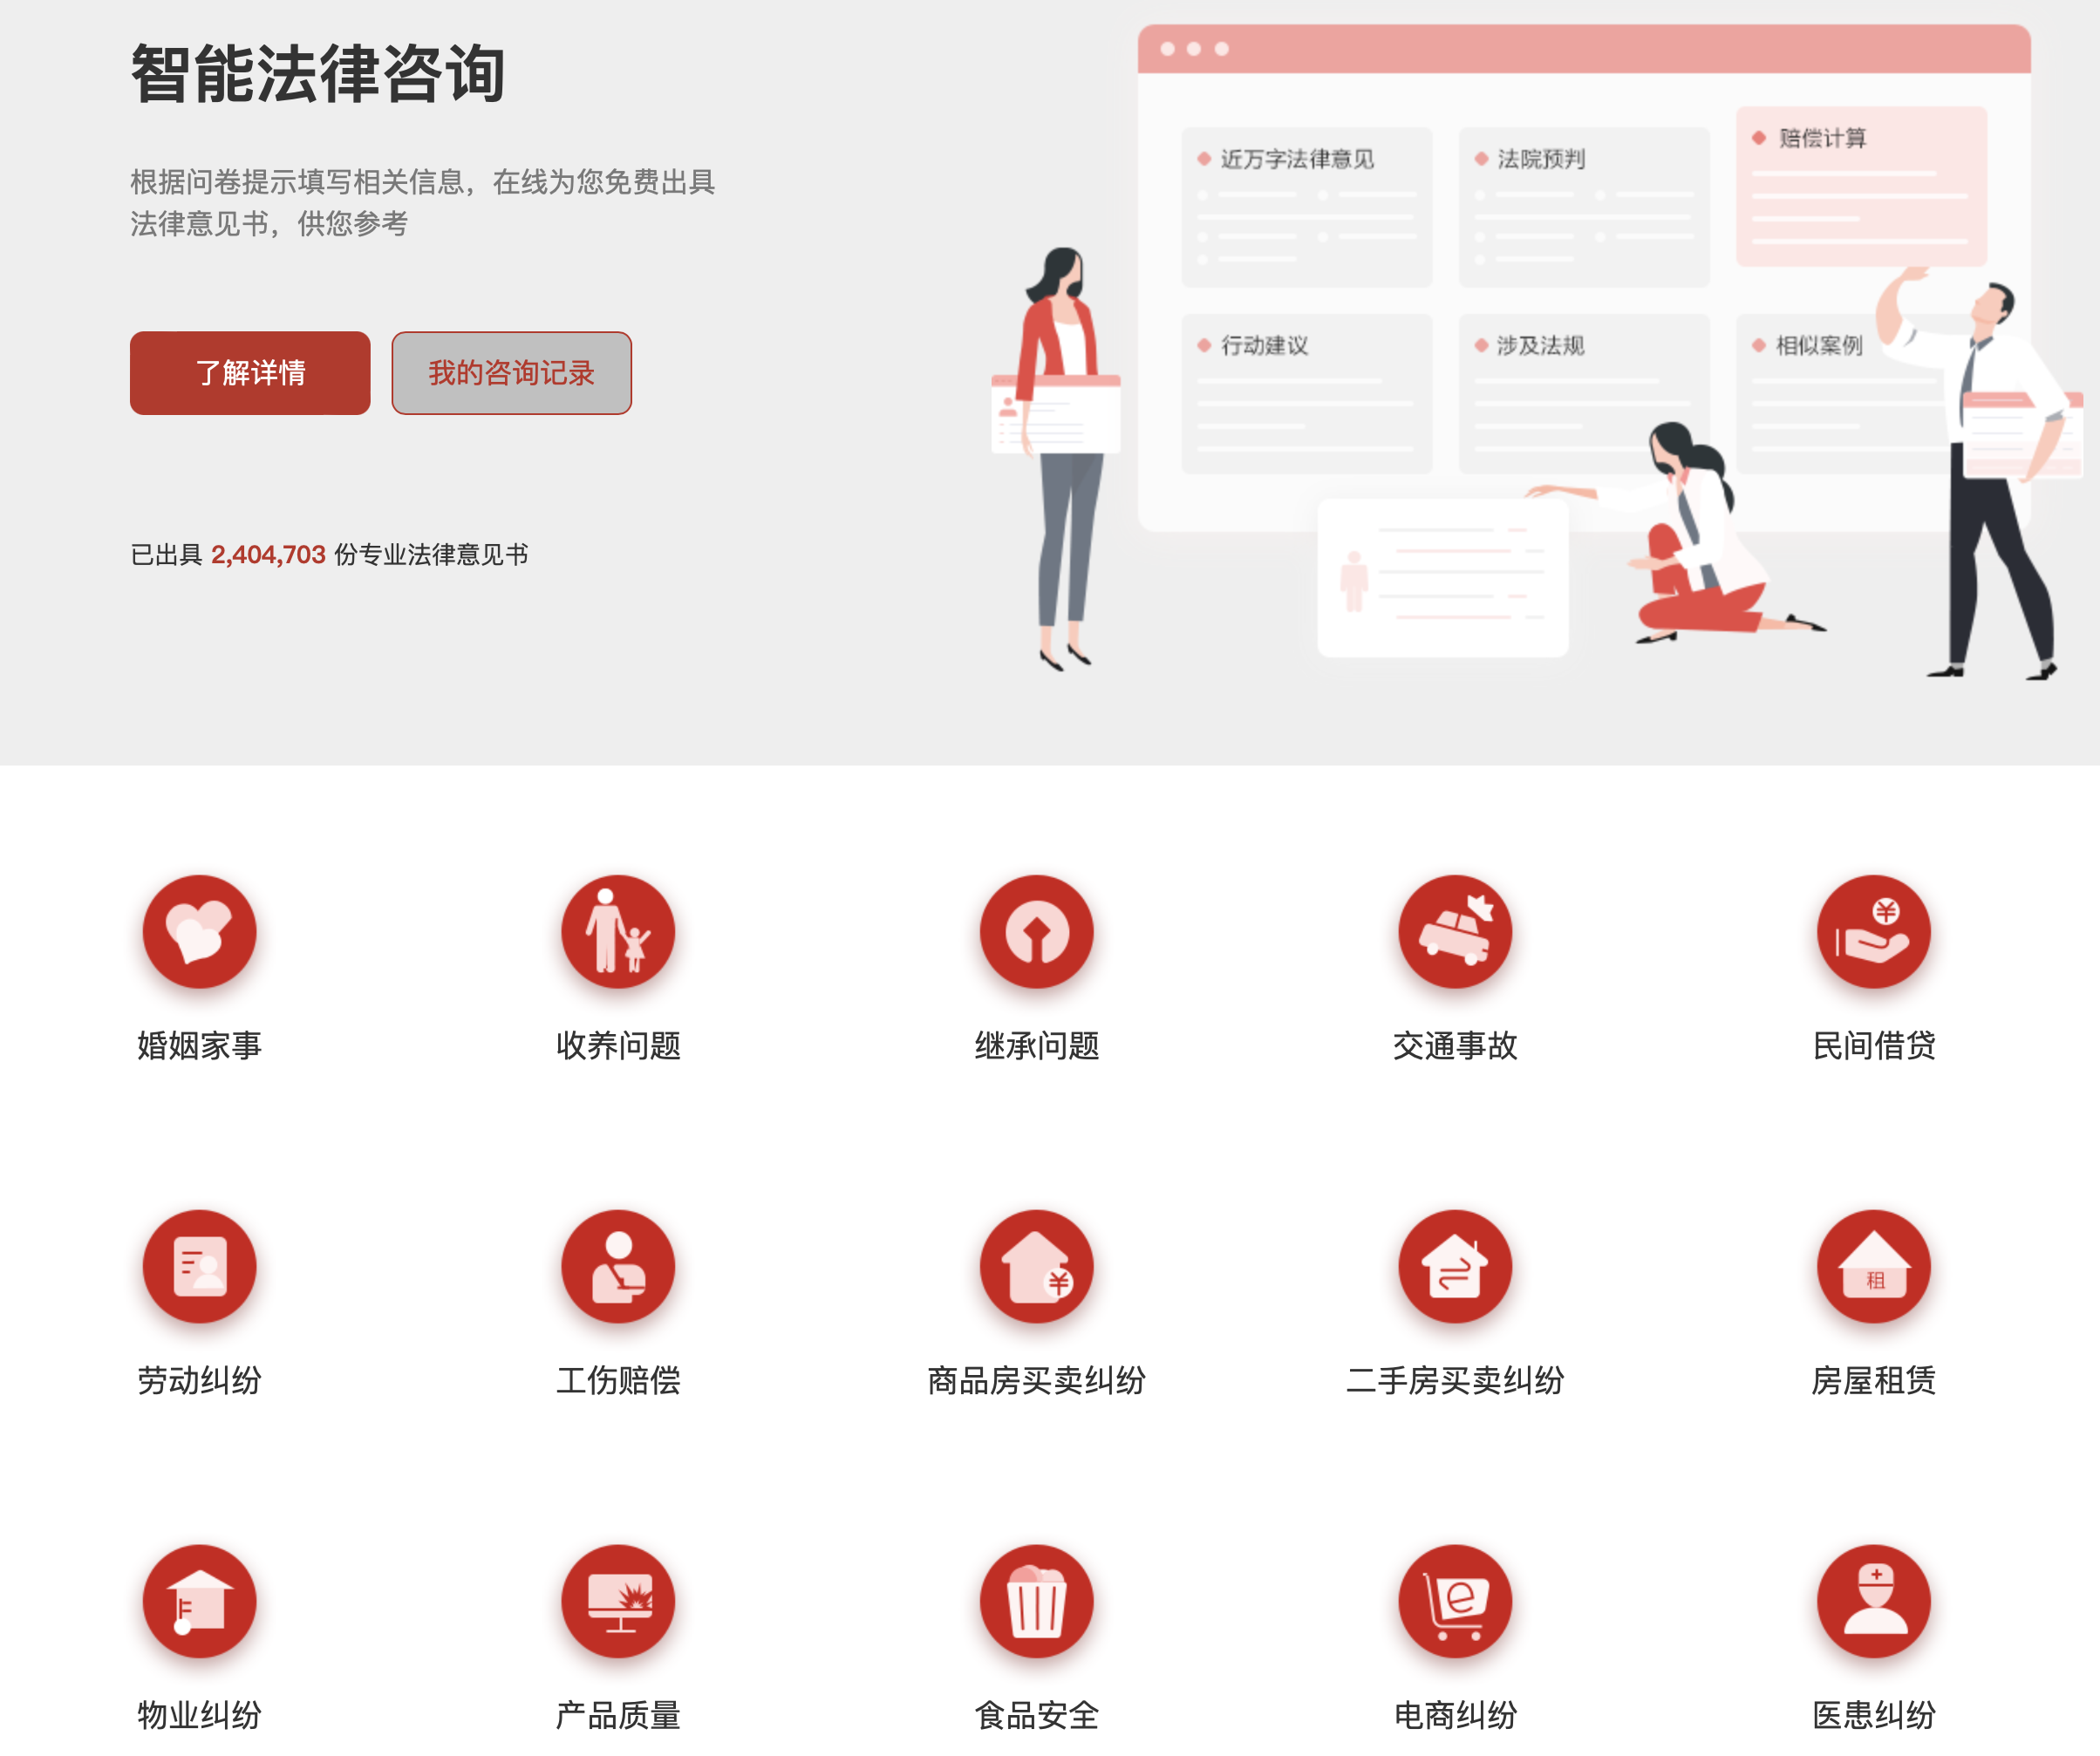 智能法律咨询
根据问卷提示填写相关信息，在线为您免费出具
法律意见书，供您参考
了解详情
我的咨询记录
已出具 2,404,703 份专业法律意见书
近万字法律意见
法院预判
赔偿计算
行动建议
涉及法规
相似案例
婚姻家事
收养问题
继承问题
交通事故
民间借贷
租
劳动纠纷
工伤赔偿
商品房买卖纠纷
二手房买卖纠纷
房屋租赁
物业纠纷
产品质量
食品安全
电商纠纷
医患纠纷